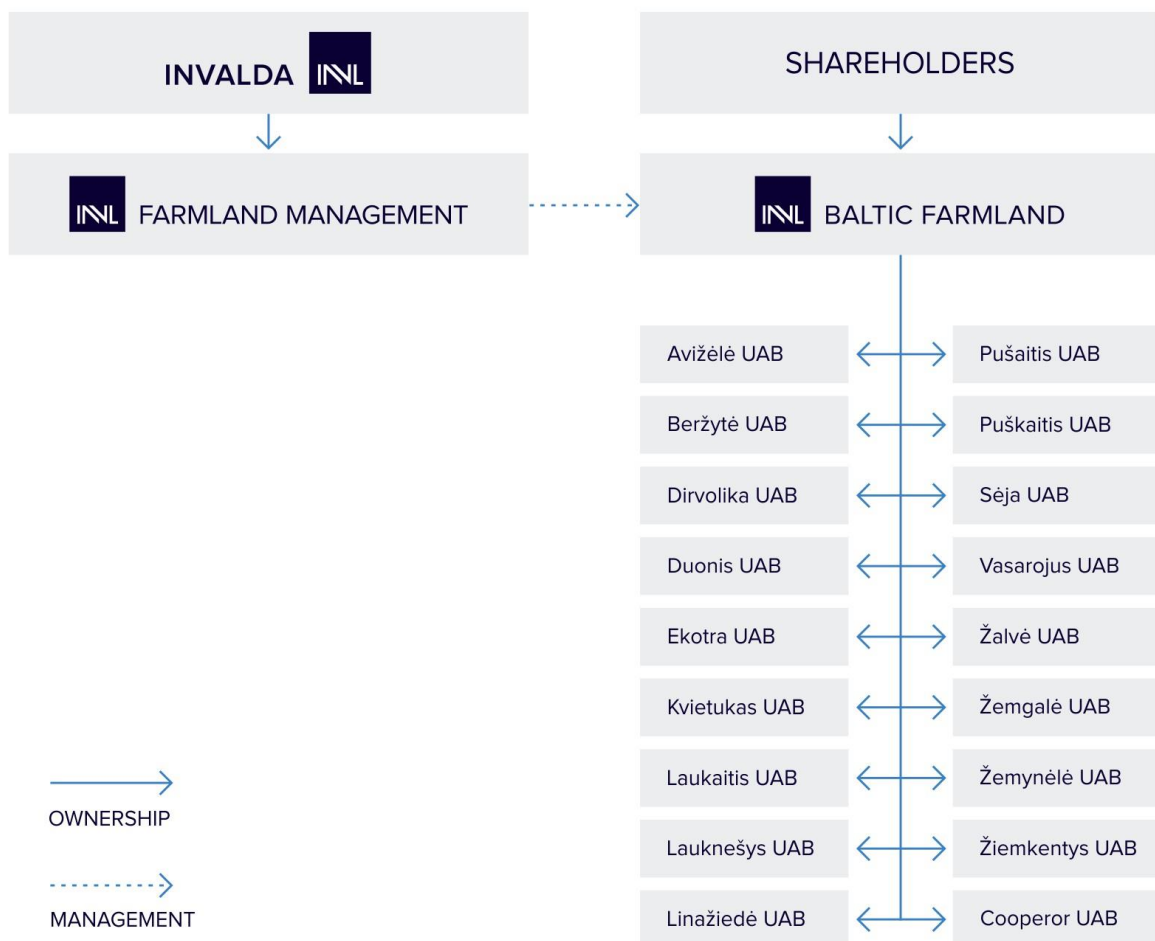 INVALDA INVL
SHAREHOLDERS
INVL FARMLAND MANAGEMENT
INVL BALTIC FARMLAND
Avižėlė UAB
Pušaitis UAB
Beržytė UAB
Puškaitis UAB
Dirvolika UAB
Sėja UAB
Duonis UAB
Vasarojus UAB
Ekotra UAB
Žalvė UAB
Kvietukas UAB
Žemgalė UAB
Laukaitis UAB
Žemynėlė UAB
Lauknešys UAB
Žiemkentys UAB
Linažiedė UAB
Cooperor UAB
OWNERSHIP
MANAGEMENT